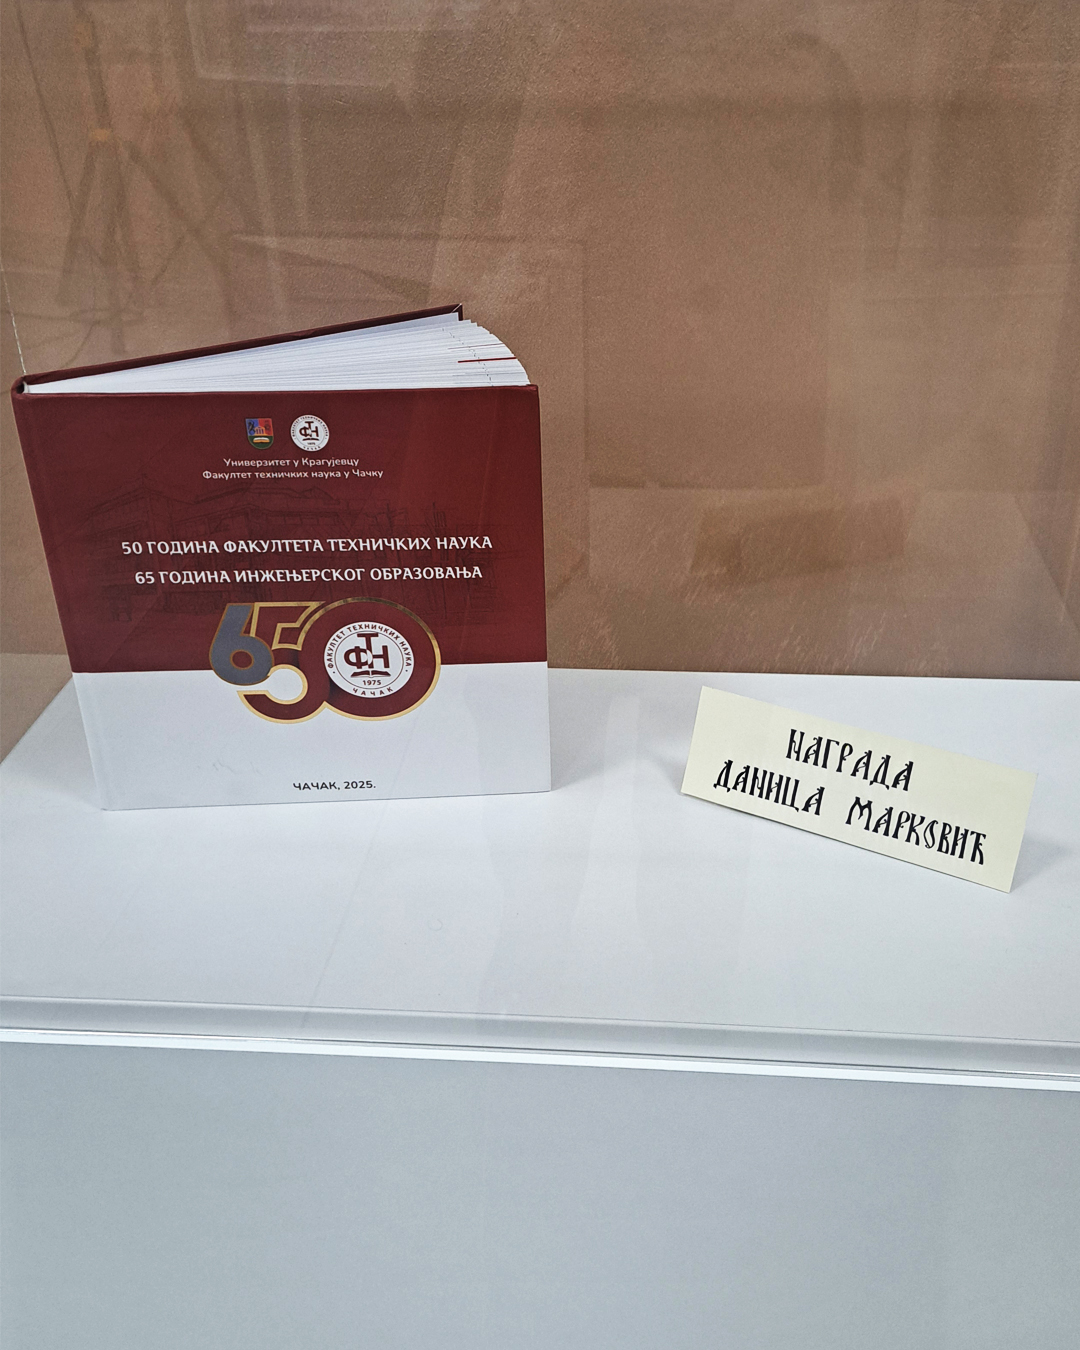 Универзитет у Крагујевцу
Факултет техничких наука у Чачку
50 ГОДИНА ФАКУЛТЕТА ТЕХНИЧКИХ НАУКА
65 ГОДИНА ИНЖЕЊЕРСКОГ ОБРАЗОВАЊА
650
ФАКУЛТЕТ ТЕХНИЧКИХ НАУКА
ФТН
1975
ЧАЧАК
ЧАЧАК, 2025.
НАГРАДА
ДАНИЦА МАРКОВИЋ